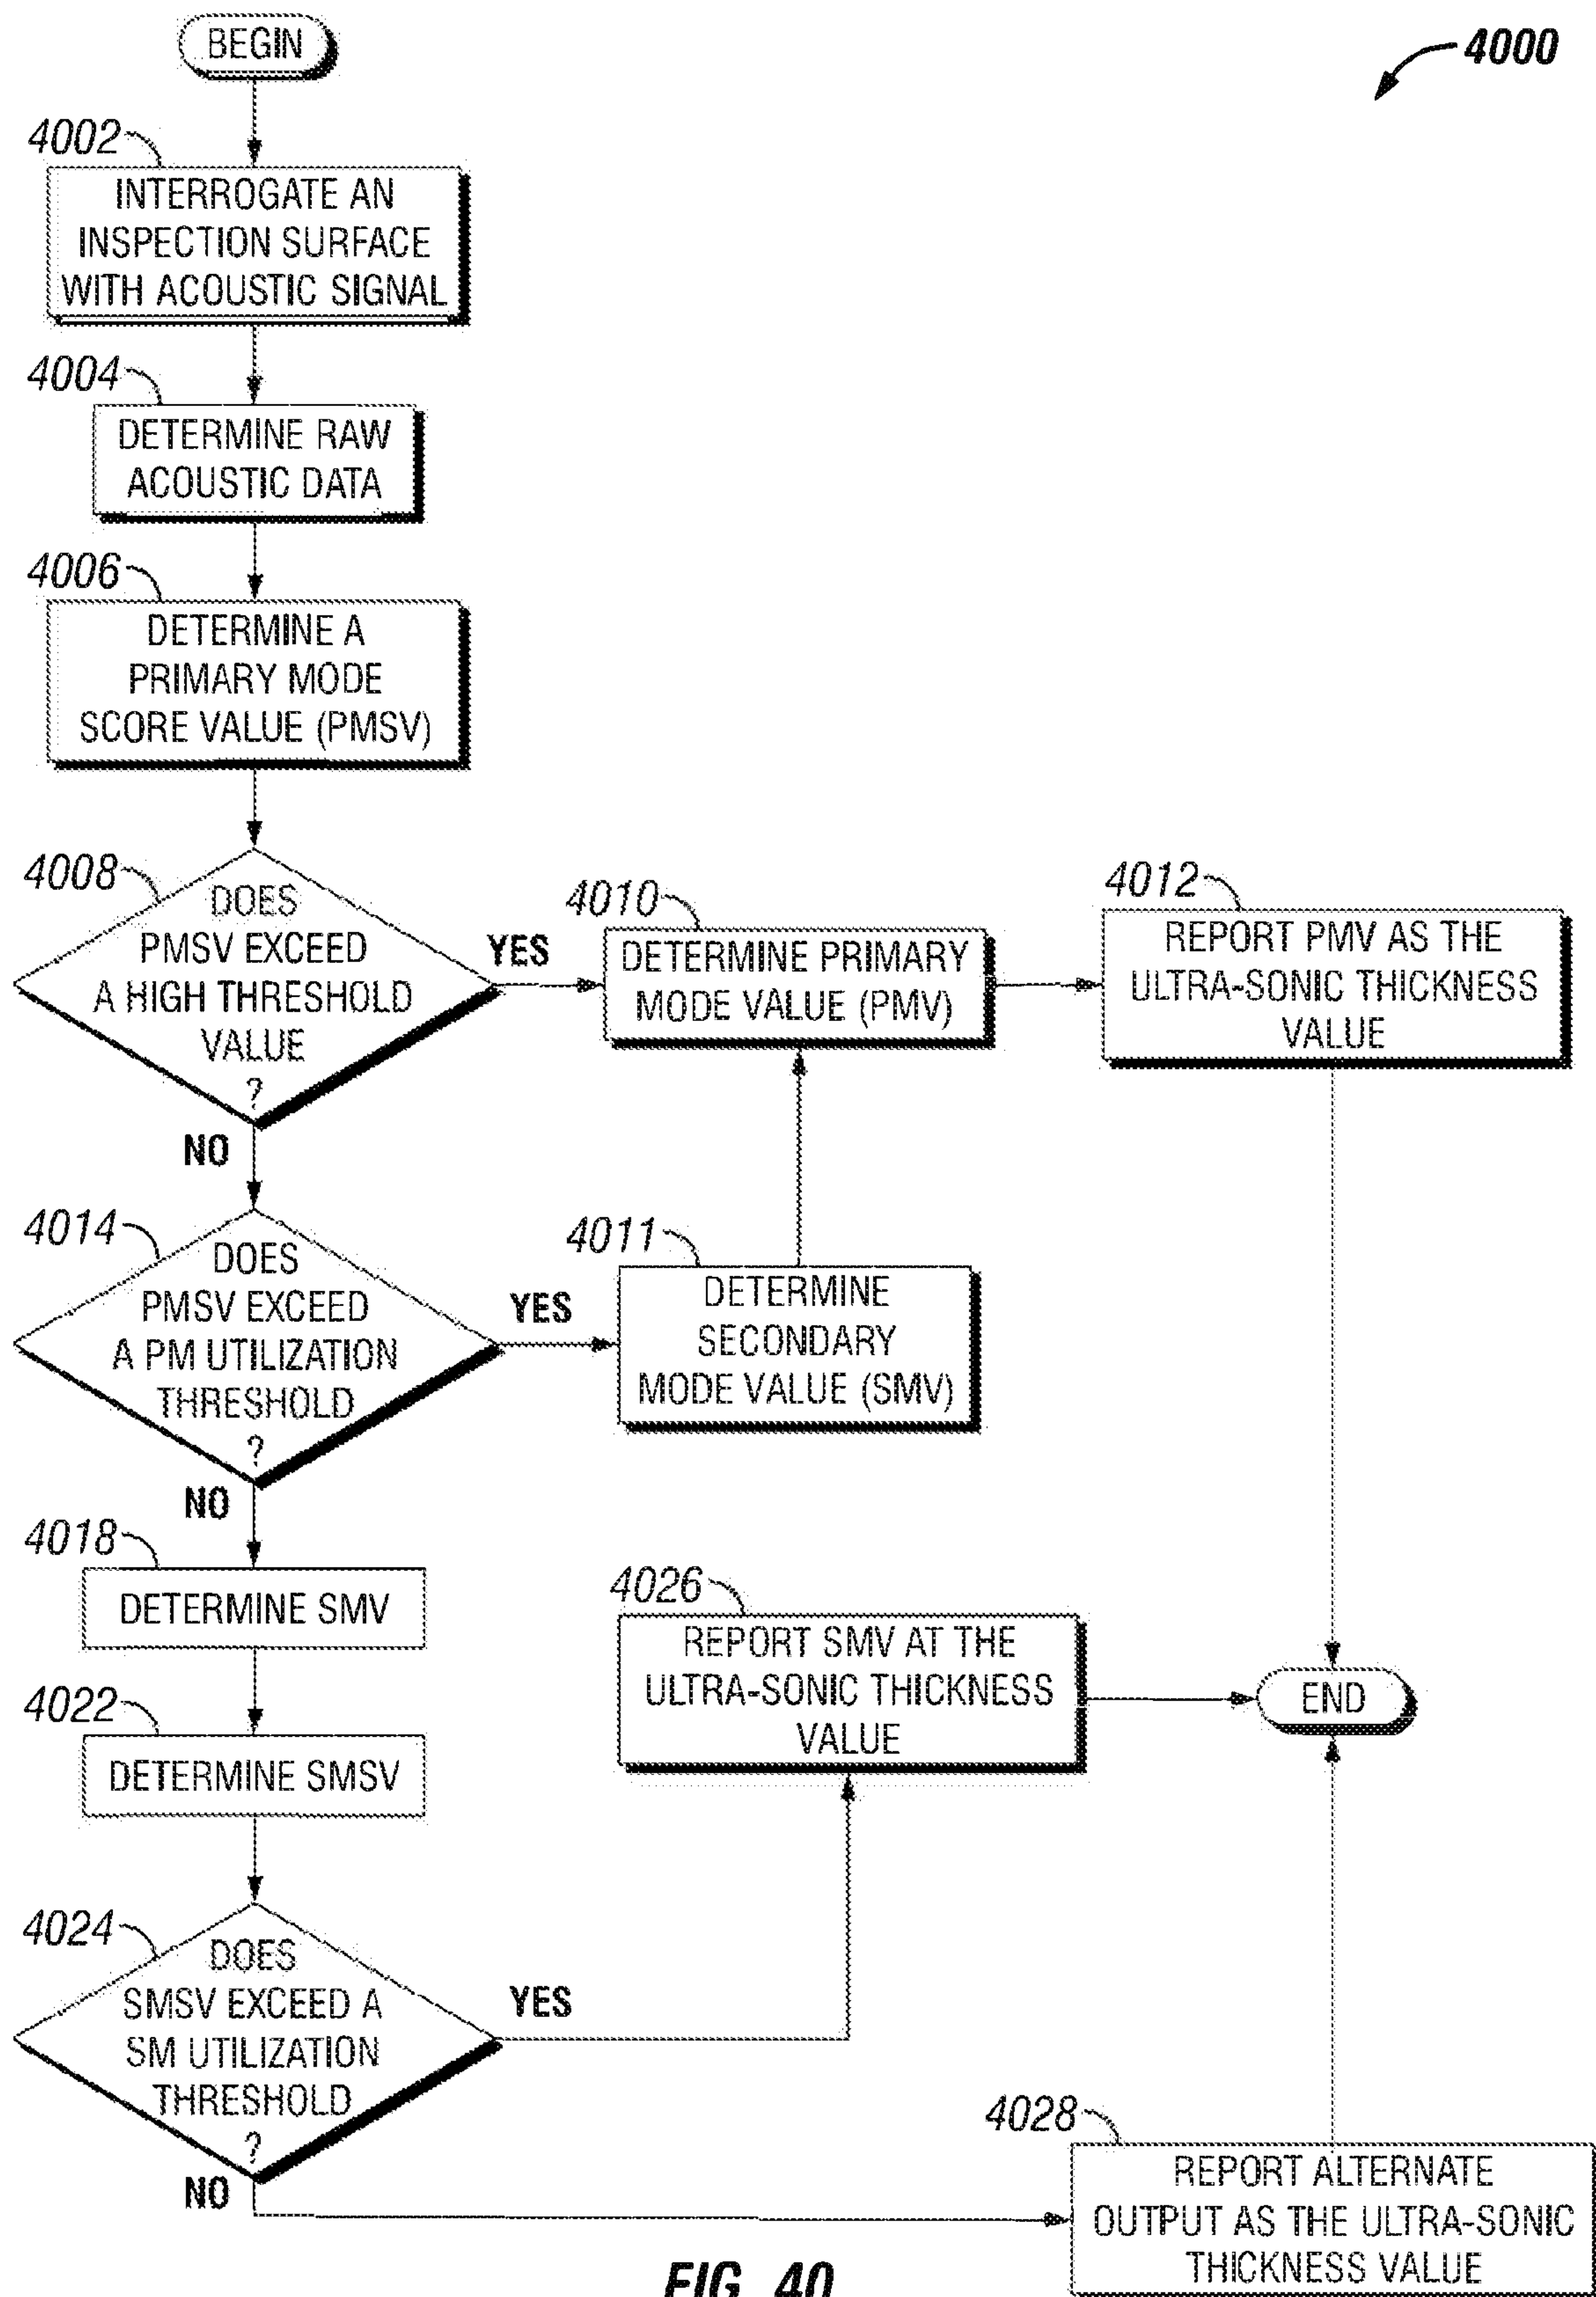 BEGIN
4000
4002
INTERROGATE AN
INSPECTION SURFACE
WITH ACOUSTIC SIGNAL
4004
DETERMINE RAW
ACOUSTIC DATA
4006
DETERMINE A
PRIMARY MODE
SCORE VALUE (PMSV)
4008
DOES
PMSV EXCEED
A HIGH THRESHOLD
VALUE
?
YES
NO
4010
DETERMINE PRIMARY
MODE VALUE (PMV)
4012
REPORT PMV AS THE
ULTRA-SONIC THICKNESS
VALUE
4014
DOES
PMSV EXCEED
A PM UTILIZATION
THRESHOLD
?
YES
NO
4011
DETERMINE
SECONDARY
MODE VALUE (SMV)
4018
DETERMINE SMV
4022
DETERMINE SMSV
4026
REPORT SMV AT THE
ULTRA-SONIC THICKNESS
VALUE
END
4024
DOES
SMSV EXCEED A
SM UTILIZATION
THRESHOLD
?
YES
NO
4028
REPORT ALTERNATE
OUTPUT AS THE ULTRA-SONIC
THICKNESS VALUE
FIG. 40